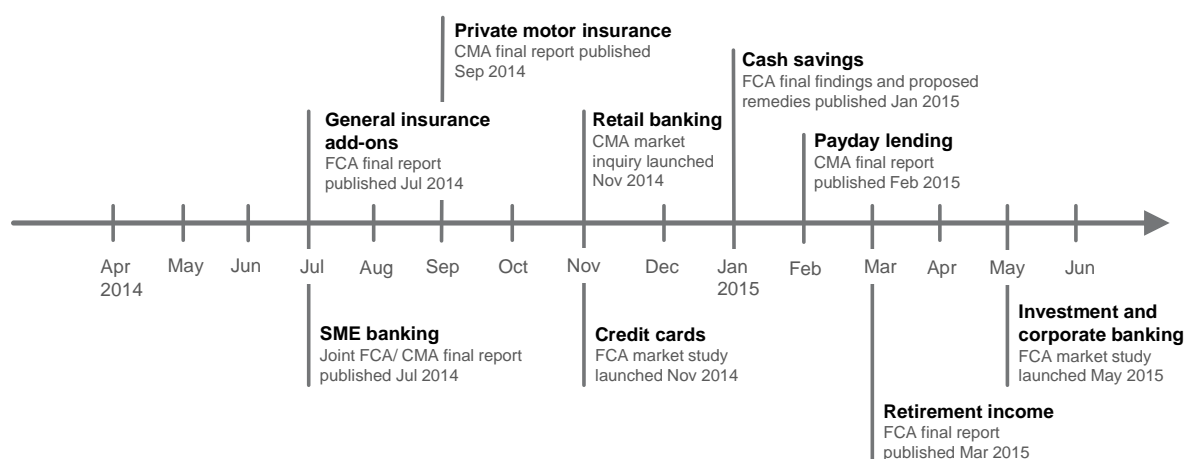 Private motor insurance
CMA final report published
Sep 2014
Cash savings
FCA final findings and proposed
remedies published Jan 2015
General insurance
add-ons
FCA final report
published Jul 2014
Retail banking
CMA market
inquiry launched
Nov 2014
Payday lending
CMA final report
published Feb 2015
Apr
2014
May
Jun
Jul
Aug
Sep
Oct
Nov
Dec
Jan
2015
Feb
Mar
Apr
May
Jun
SME banking
Joint FCA/ CMA final report
published Jul 2014
Credit cards
FCA market study
launched Nov 2014
Investment and
corporate banking
FCA market study
launched May 2015
Retirement income
FCA final report
published Mar 2015